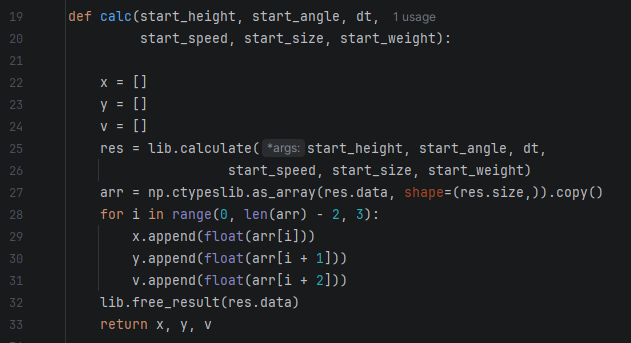 19 def calc(start_height, start_angle, dt, 1 usage
20 start_speed, start_size, start_weight):
21
22 x = []
23 y = []
24 v = []
25 res = lib.calculate( *args: start_height, start_angle, dt,
26 start_speed, start_size, start_weight)
27 arr = np.ctypeslib.as_array(res.data, shape=(res.size,)).copy()
28 for i in range(0, len(arr) - 2, 3):
29 x.append(float(arr[i]))
30 y.append(float(arr[i + 1]))
31 v.append(float(arr[i + 2]))
32 lib.free_result(res.data)
33 return x, y, v